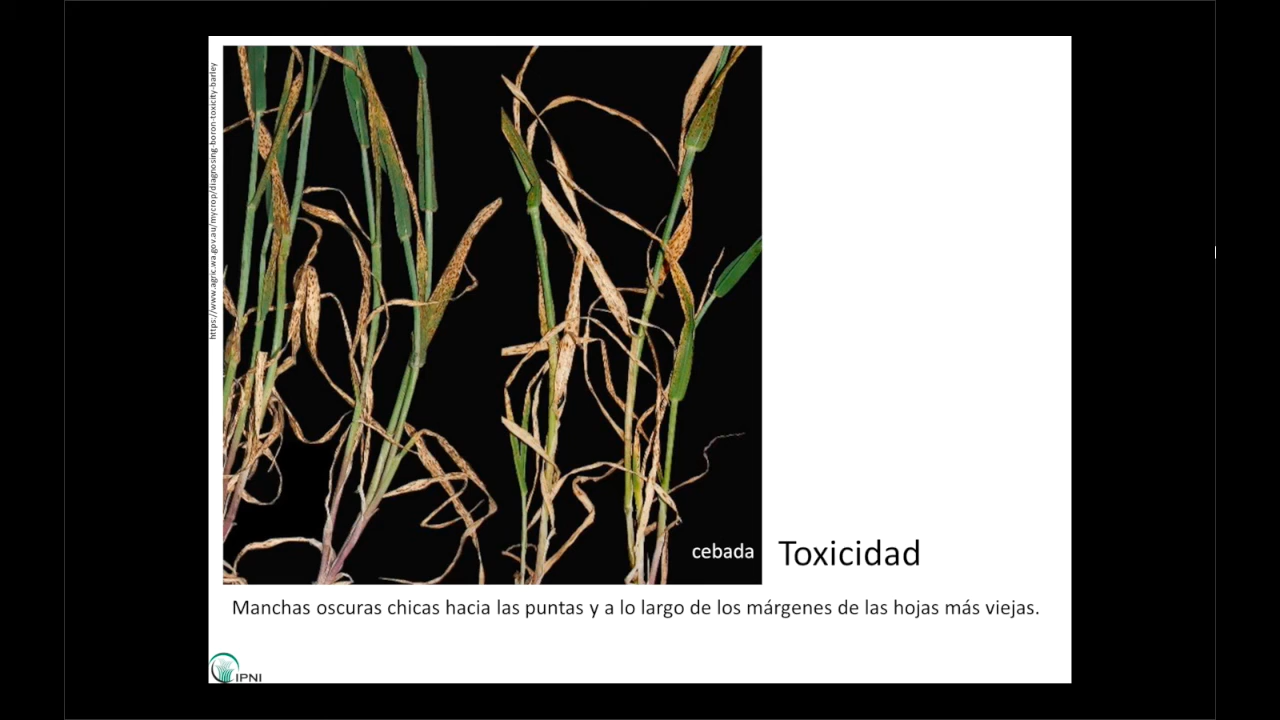 https://www.agric.wa.gov.au/mycrop/diagnosing-boron-toxicity-barley
cebada
Toxicidad
Manchas oscuras chicas hacia las puntas y a lo largo de los márgenes de las hojas más viejas.
IPNI